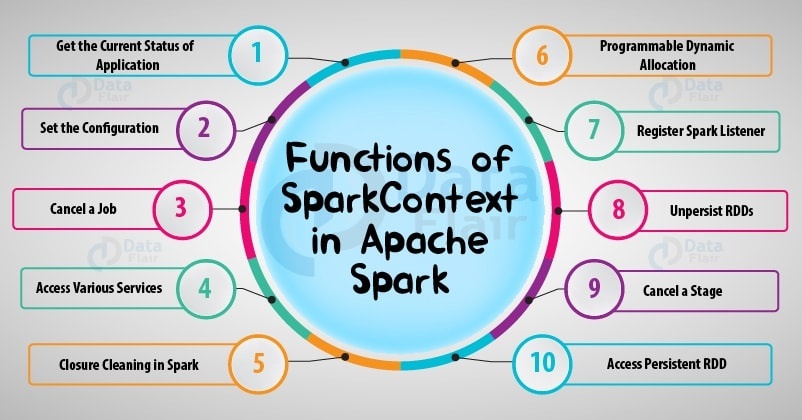 Functions of
SparkContext
in Apache
Spark
1
Get the Current Status of
Application
2
Set the Configuration
3
Cancel a Job
4
Access Various Services
5
Closure Cleaning in Spark
6
Programmable Dynamic
Allocation
7
Register Spark Listener
8
Unpersist RDDs
9
Cancel a Stage
10
Access Persistent RDD
Data
Flair
Data
Flair
Data
Flair
Data
Flair
Data
Flair